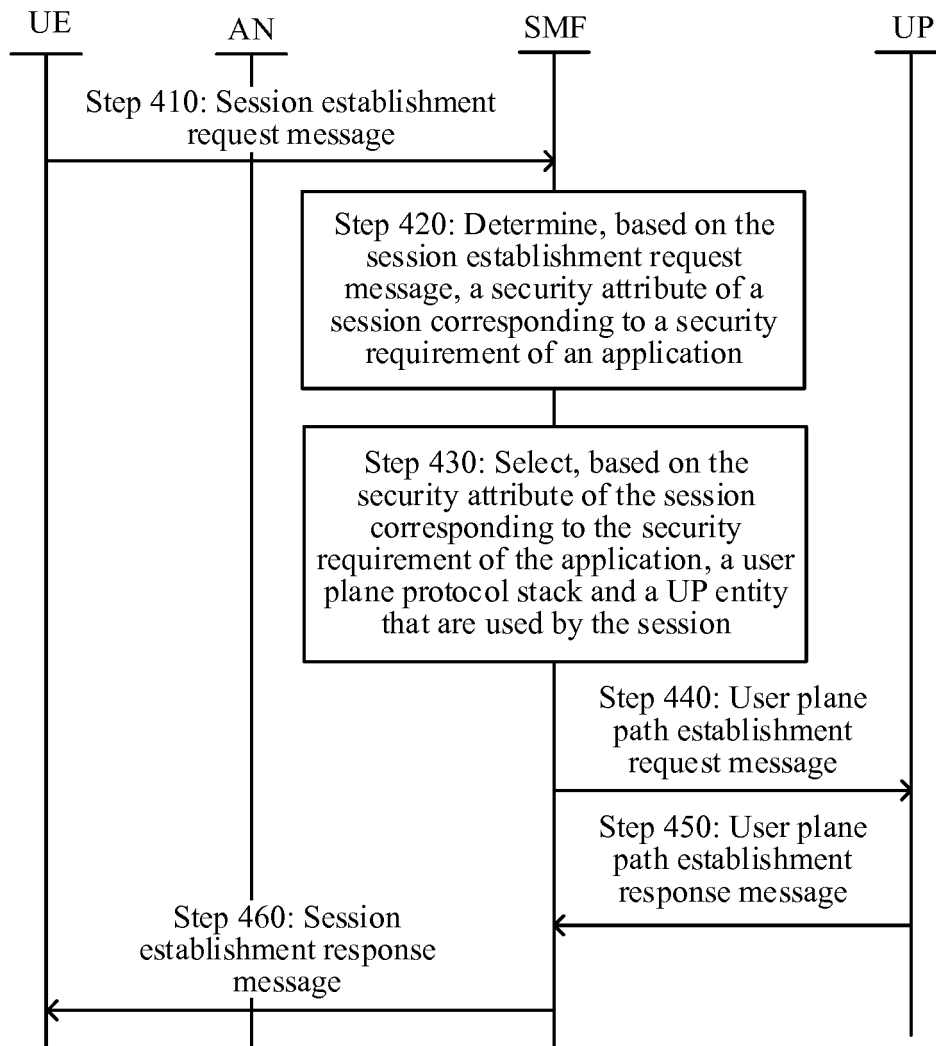 UE
AN
SMF
UP
Step 410: Session establishment
request message
Step 420: Determine, based on the
session establishment request
message, a security attribute of a
session corresponding to a security
requirement of an application
Step 430: Select, based on the
security attribute of the session
corresponding to the security
requirement of the application, a user
plane protocol stack and a UP entity
that are used by the session
Step 440: User plane
path establishment
request message
Step 450: User plane
path establishment
response message
Step 460: Session
establishment response
message